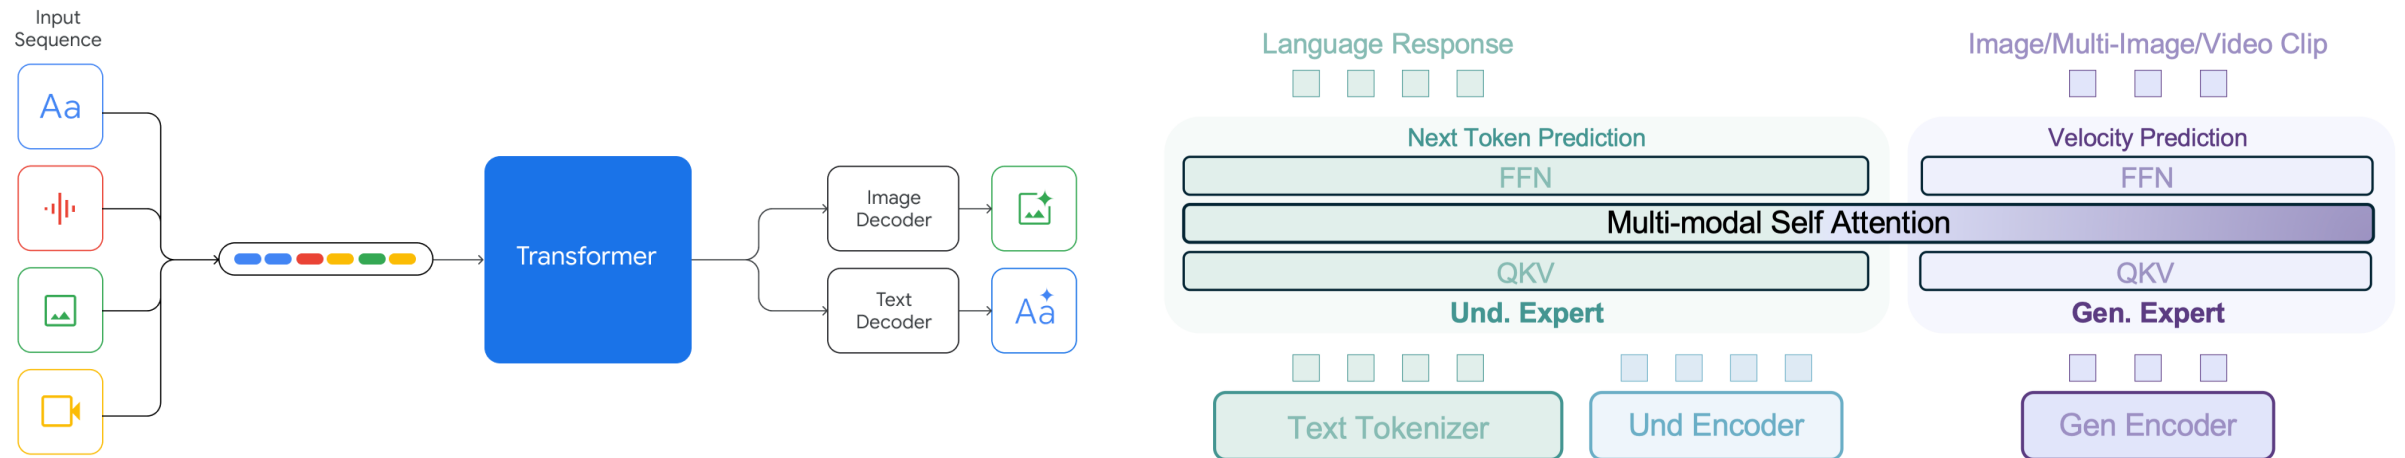 Input
Sequence
Aa
Transformer
Image
Decoder
Text
Decoder
Aa
Language Response
Image/Multi-Image/Video Clip
Next Token Prediction
Velocity Prediction
FFN
FFN
Multi-modal Self Attention
QKV
QKV
Und. Expert
Gen. Expert
Text Tokenizer
Und Encoder
Gen Encoder